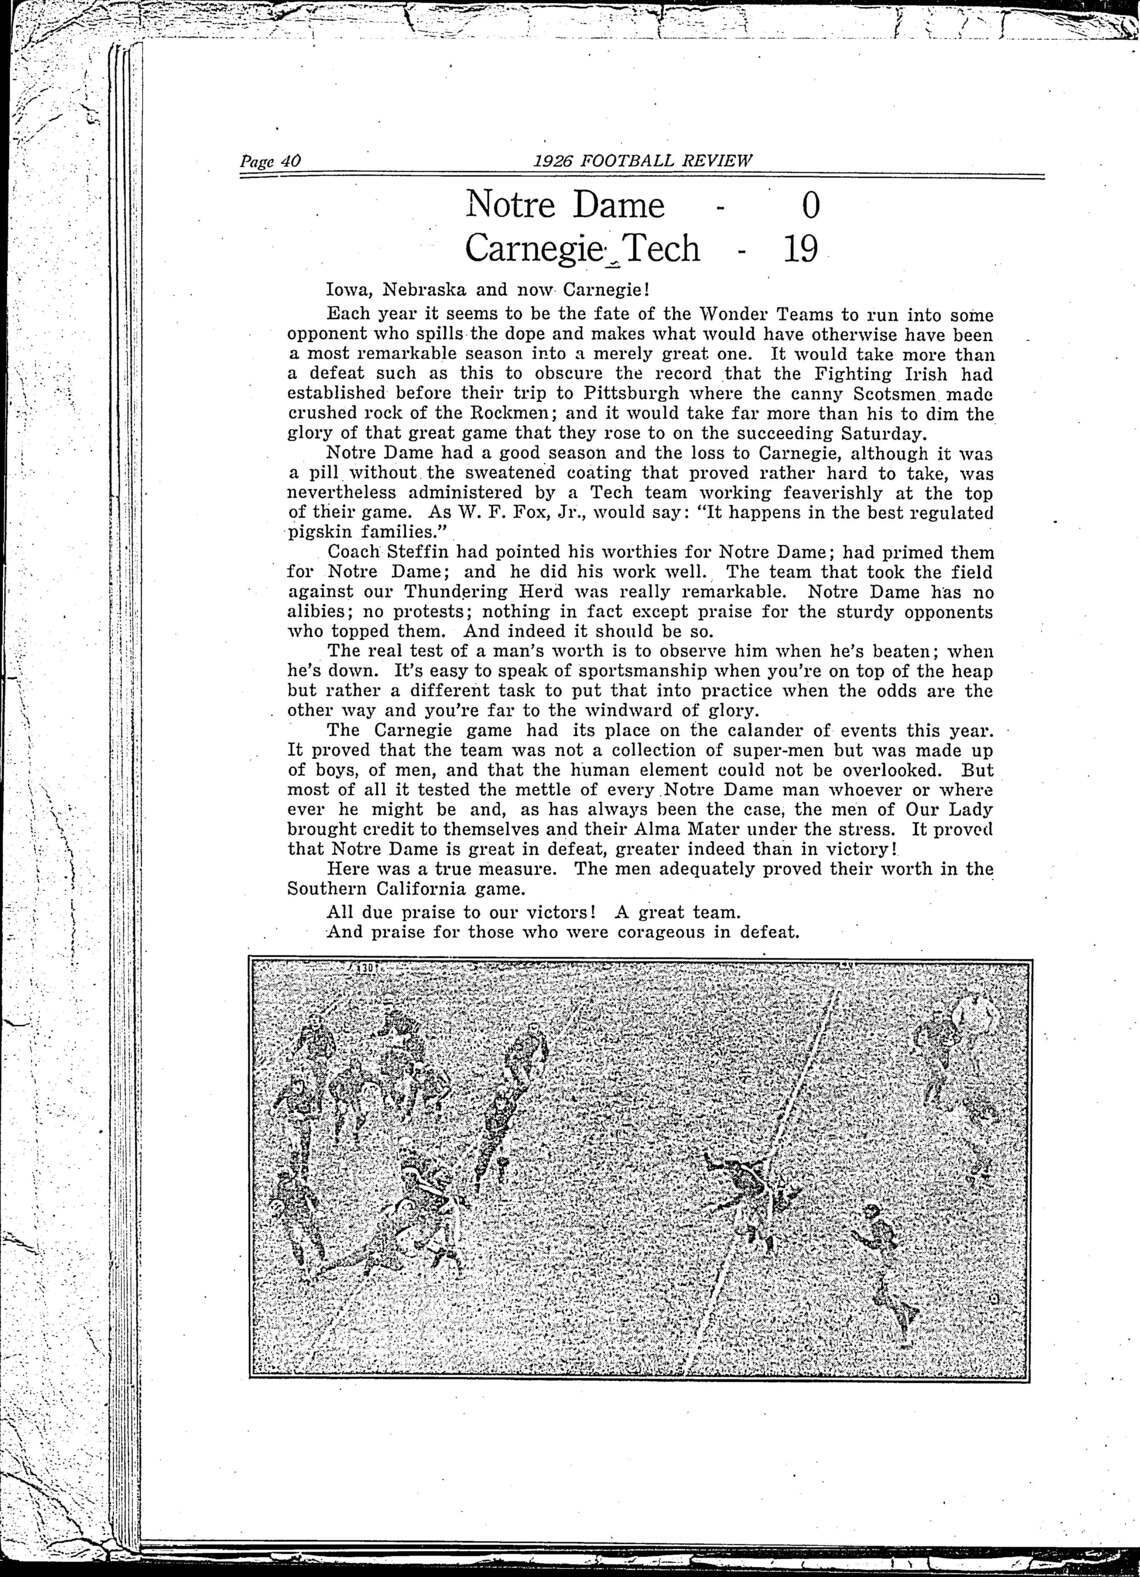 Page 40 1926 FOOTBALL REVIEW
Notre Dame - 0
Carnegie Tech - 19
Iowa, Nebraska and now Carnegie!
Each year it seems to be the fate of the Wonder Teams to run into some
opponent who spills the dope and makes what would have otherwise have been
a most remarkable season into a merely great one. It would take more than
a defeat such as this to obscure the record that the Fighting Irish had
established before their trip to Pittsburgh where the canny Scotsmen made
crushed rock of the Rockmen; and it would take far more than his to dim the
glory of that great game that they rose to on the succeeding Saturday.
Notre Dame had a good season and the loss to Carnegie, although it was
a pill without the sweatened coating that proved rather hard to take, was
nevertheless administered by a Tech team working feaverishly at the top
of their game. As W. F. Fox, Jr., would say: "It happens in the best regulated
pigskin families."
Coach Steffin had pointed his worthies for Notre Dame; had primed them
for Notre Dame; and he did his work well. The team that took the field
against our Thundering Herd was really remarkable. Notre Dame has no
alibies; no protests; nothing in fact except praise for the sturdy opponents
who topped them. And indeed it should be so.
The real test of a man's worth is to observe him when he's beaten; when
he's down. It's easy to speak of sportsmanship when you're on top of the heap
but rather a different task to put that into practice when the odds are the
other way and you're far to the windward of glory.
The Carnegie game had its place on the calander of events this year.
It proved that the team was not a collection of super-men but was made up
of boys, of men, and that the human element could not be overlooked. But
most of all it tested the mettle of every Notre Dame man whoever or where
ever he might be and, as has always been the case, the men of Our Lady
brought credit to themselves and their Alma Mater under the stress. It proved
that Notre Dame is great in defeat, greater indeed than in victory!
Here was a true measure. The men adequately proved their worth in the
Southern California game.
All due praise to our victors! A great team.
And praise for those who were corageous in defeat.